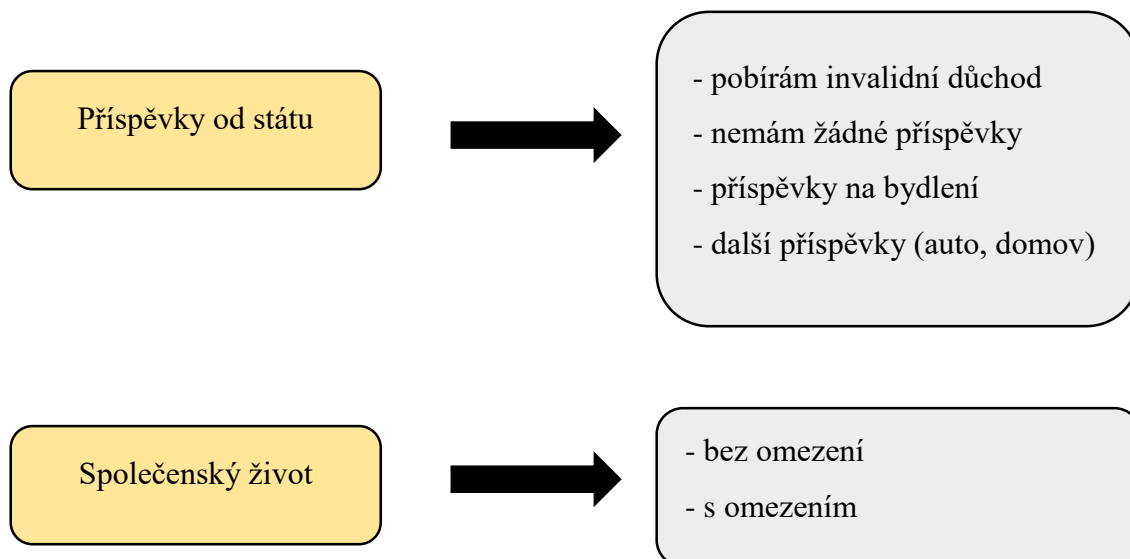 Příspěvky od státu
- pobírám invalidní důchod
- nemám žádné příspěvky
- příspěvky na bydlení
- další příspěvky (auto, domov)
Společenský život
- bez omezení
- s omezením